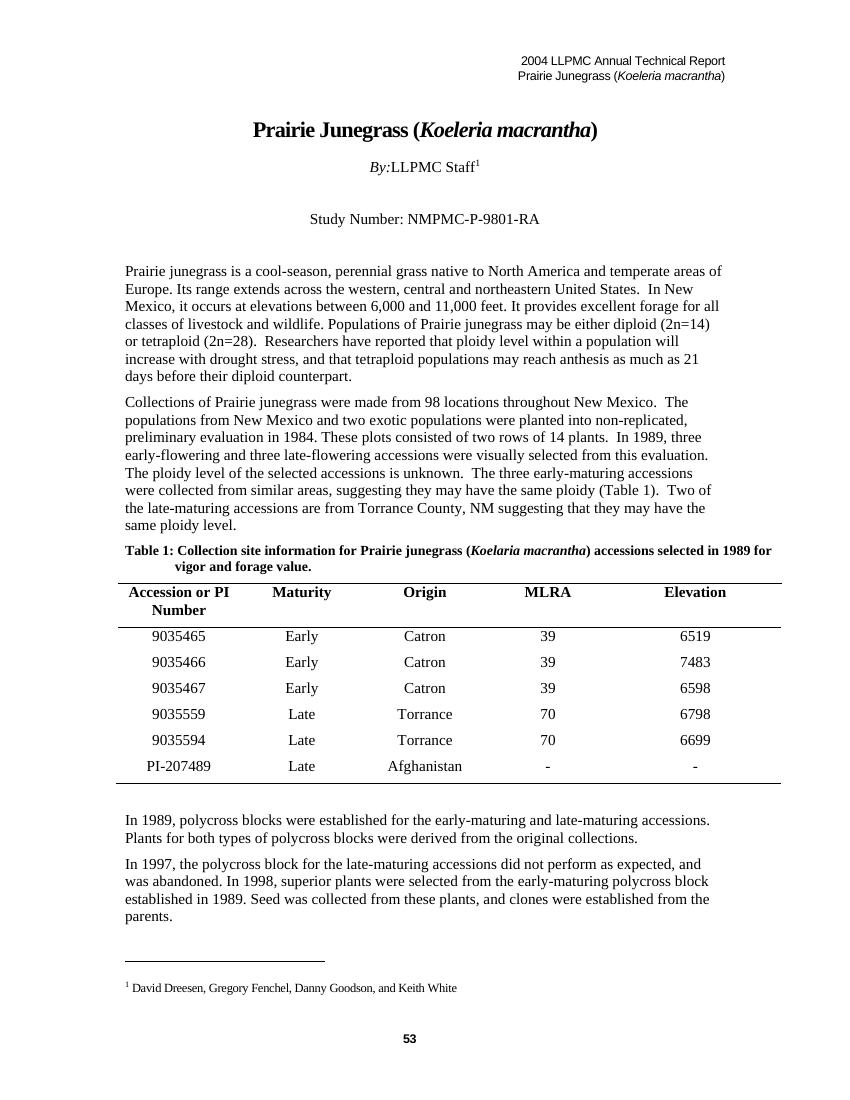 2004 LLPMC Annual Technical Report
Prairie Junegrass (Koeleria macrantha)
Prairie Junegrass (Koeleria macrantha)
By:LLPMC Staff1
Study Number: NMPMC-P-9801-RA
Prairie junegrass is a cool-season, perennial grass native to North America and temperate areas of
Europe. Its range extends across the western, central and northeastern United States. In New
Mexico, it occurs at elevations between 6,000 and 11,000 feet. It provides excellent forage for all
classes of livestock and wildlife. Populations of Prairie junegrass may be either diploid (2n=14)
or tetraploid (2n=28). Researchers have reported that ploidy level within a population will
increase with drought stress, and that tetraploid populations may reach anthesis as much as 21
days before their diploid counterpart.
Collections of Prairie junegrass were made from 98 locations throughout New Mexico. The
populations from New Mexico and two exotic populations were planted into non-replicated,
preliminary evaluation in 1984. These plots consisted of two rows of 14 plants. In 1989, three
early-flowering and three late-flowering accessions were visually selected from this evaluation.
The ploidy level of the selected accessions is unknown. The three early-maturing accessions
were collected from similar areas, suggesting they may have the same ploidy (Table 1). Two of
the late-maturing accessions are from Torrance County, NM suggesting that they may have the
same ploidy level.
Table 1: Collection site information for Prairie junegrass (Koelaria macrantha) accessions selected in 1989 for
vigor and forage value.
Accession or PI Number Maturity Origin MLRA Elevation
9035465 Early Catron 39 6519
9035466 Early Catron 39 7483
9035467 Early Catron 39 6598
9035559 Late Torrance 70 6798
9035594 Late Torrance 70 6699
PI-207489 Late Afghanistan - -
In 1989, polycross blocks were established for the early-maturing and late-maturing accessions.
Plants for both types of polycross blocks were derived from the original collections.
In 1997, the polycross block for the late-maturing accessions did not perform as expected, and
was abandoned. In 1998, superior plants were selected from the early-maturing polycross block
established in 1989. Seed was collected from these plants, and clones were established from the
parents.
1 David Dreesen, Gregory Fenchel, Danny Goodson, and Keith White
53